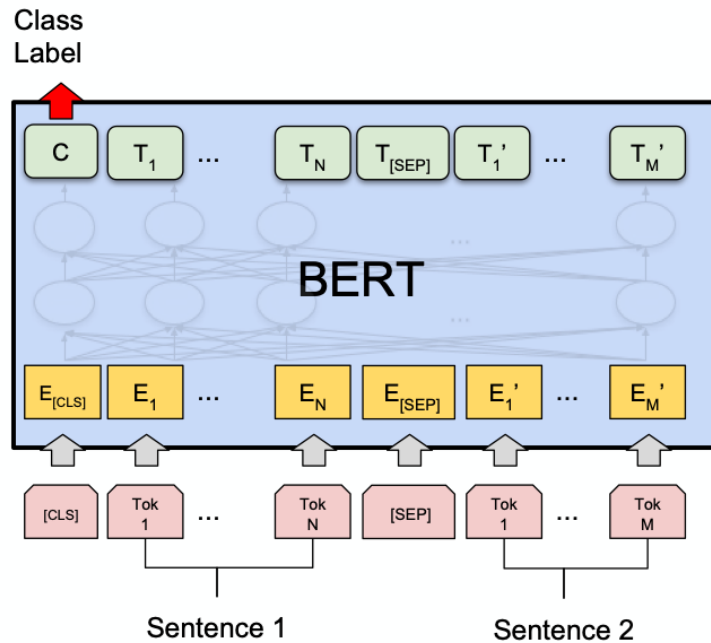 Class
Label
C T1 ... TN T[SEP] T1' ... TM'
...
BERT
...
E[CLS] E1 ... EN E[SEP] E1' ... EM'
[CLS] Tok 1 ... Tok N [SEP] Tok 1 ... Tok M
Sentence 1 Sentence 2